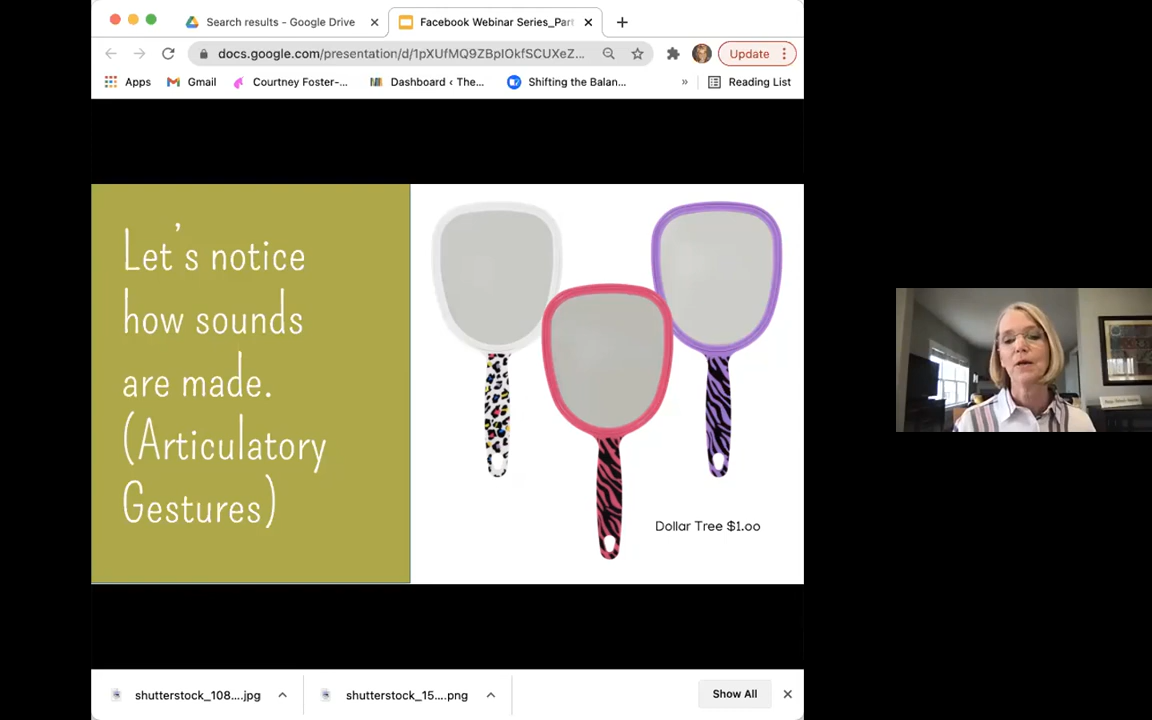 Search results - Google Drive
Facebook Webinar Series_Part
docs.google.com/presentation/d/1pXUfMQ9ZBpIOkfSCUXeZ...
Update
Apps
Gmail
Courtney Foster-...
Dashboard ‹ The...
Shifting the Balan...
»
Reading List
Let's notice
how sounds
are made.
(Articulatory
Gestures)
Dollar Tree $1.00
shutterstock_108....jpg
shutterstock_15....png
Show All